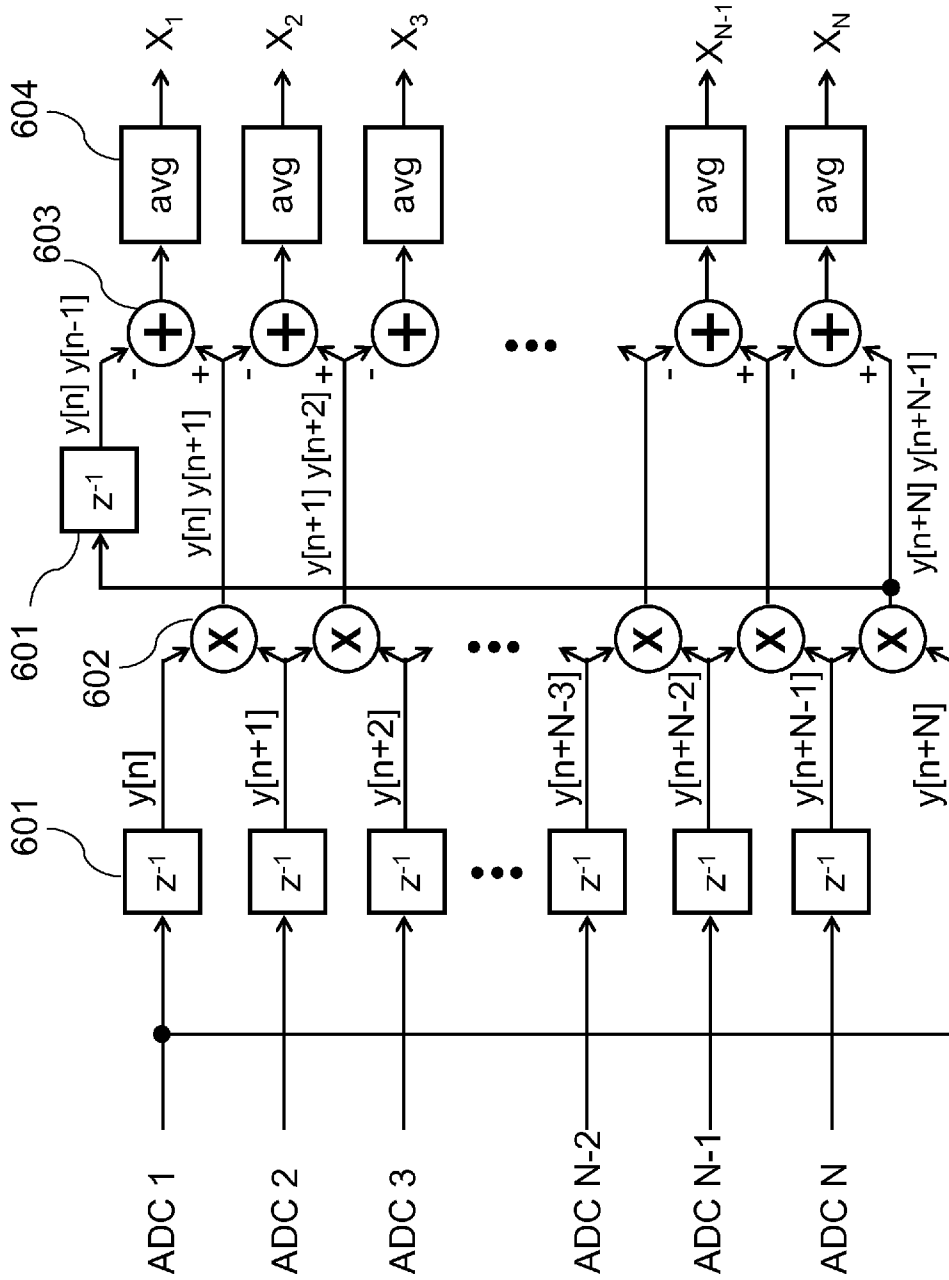 601
603
604
ADC 1
z-1
y[n]
602
601
z-1
y[n] y[n-1]
-
+
+
avg
X1
X
y[n] y[n+1]
ADC 2
z-1
y[n+1]
-
+
+
avg
X2
X
y[n+1] y[n+2]
ADC 3
z-1
y[n+2]
-
+
avg
X3
ADC N-2
z-1
y[n+N-3]
X
ADC N-1
z-1
y[n+N-2]
-
+
+
avg
XN-1
X
ADC N
z-1
y[n+N-1]
-
+
+
avg
XN
X
y[n+N]
y[n+N] y[n+N-1]